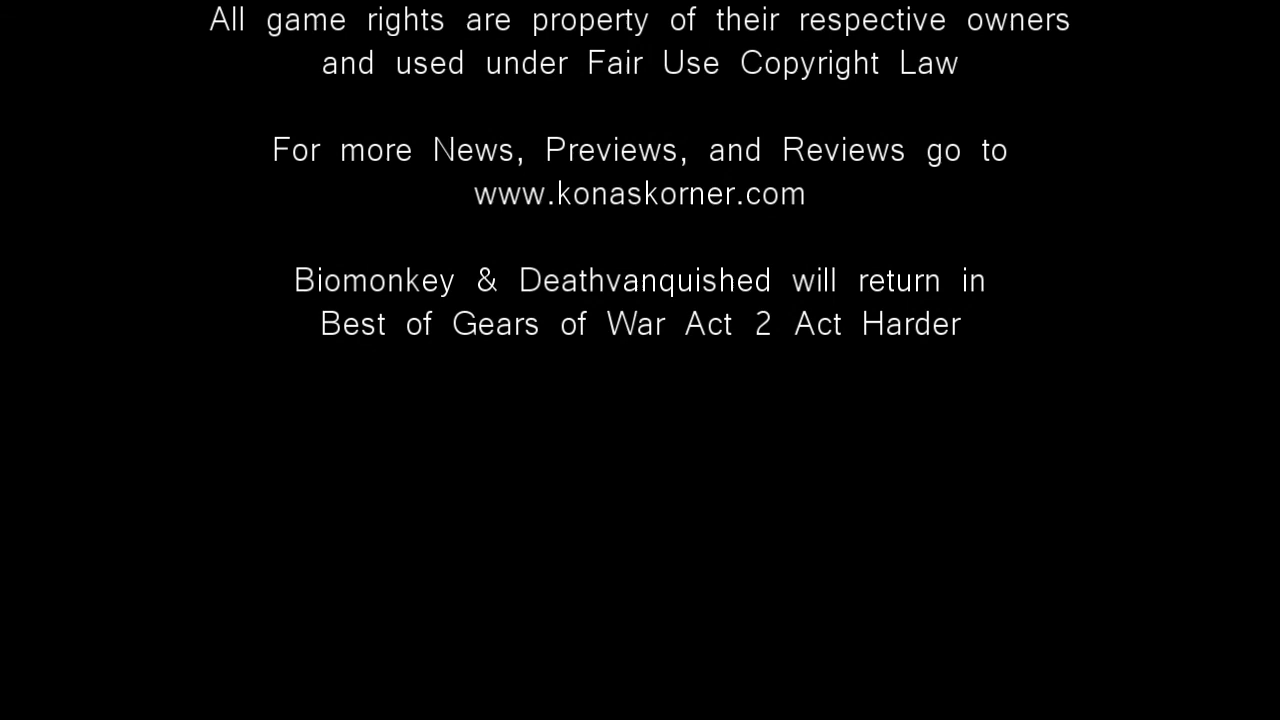 All game rights are property of their respective owners
and used under Fair Use Copyright Law
For more News, Previews, and Reviews go to
www.konaskorner.com
Biomonkey & Deathvanquished will return in
Best of Gears of War Act 2 Act Harder